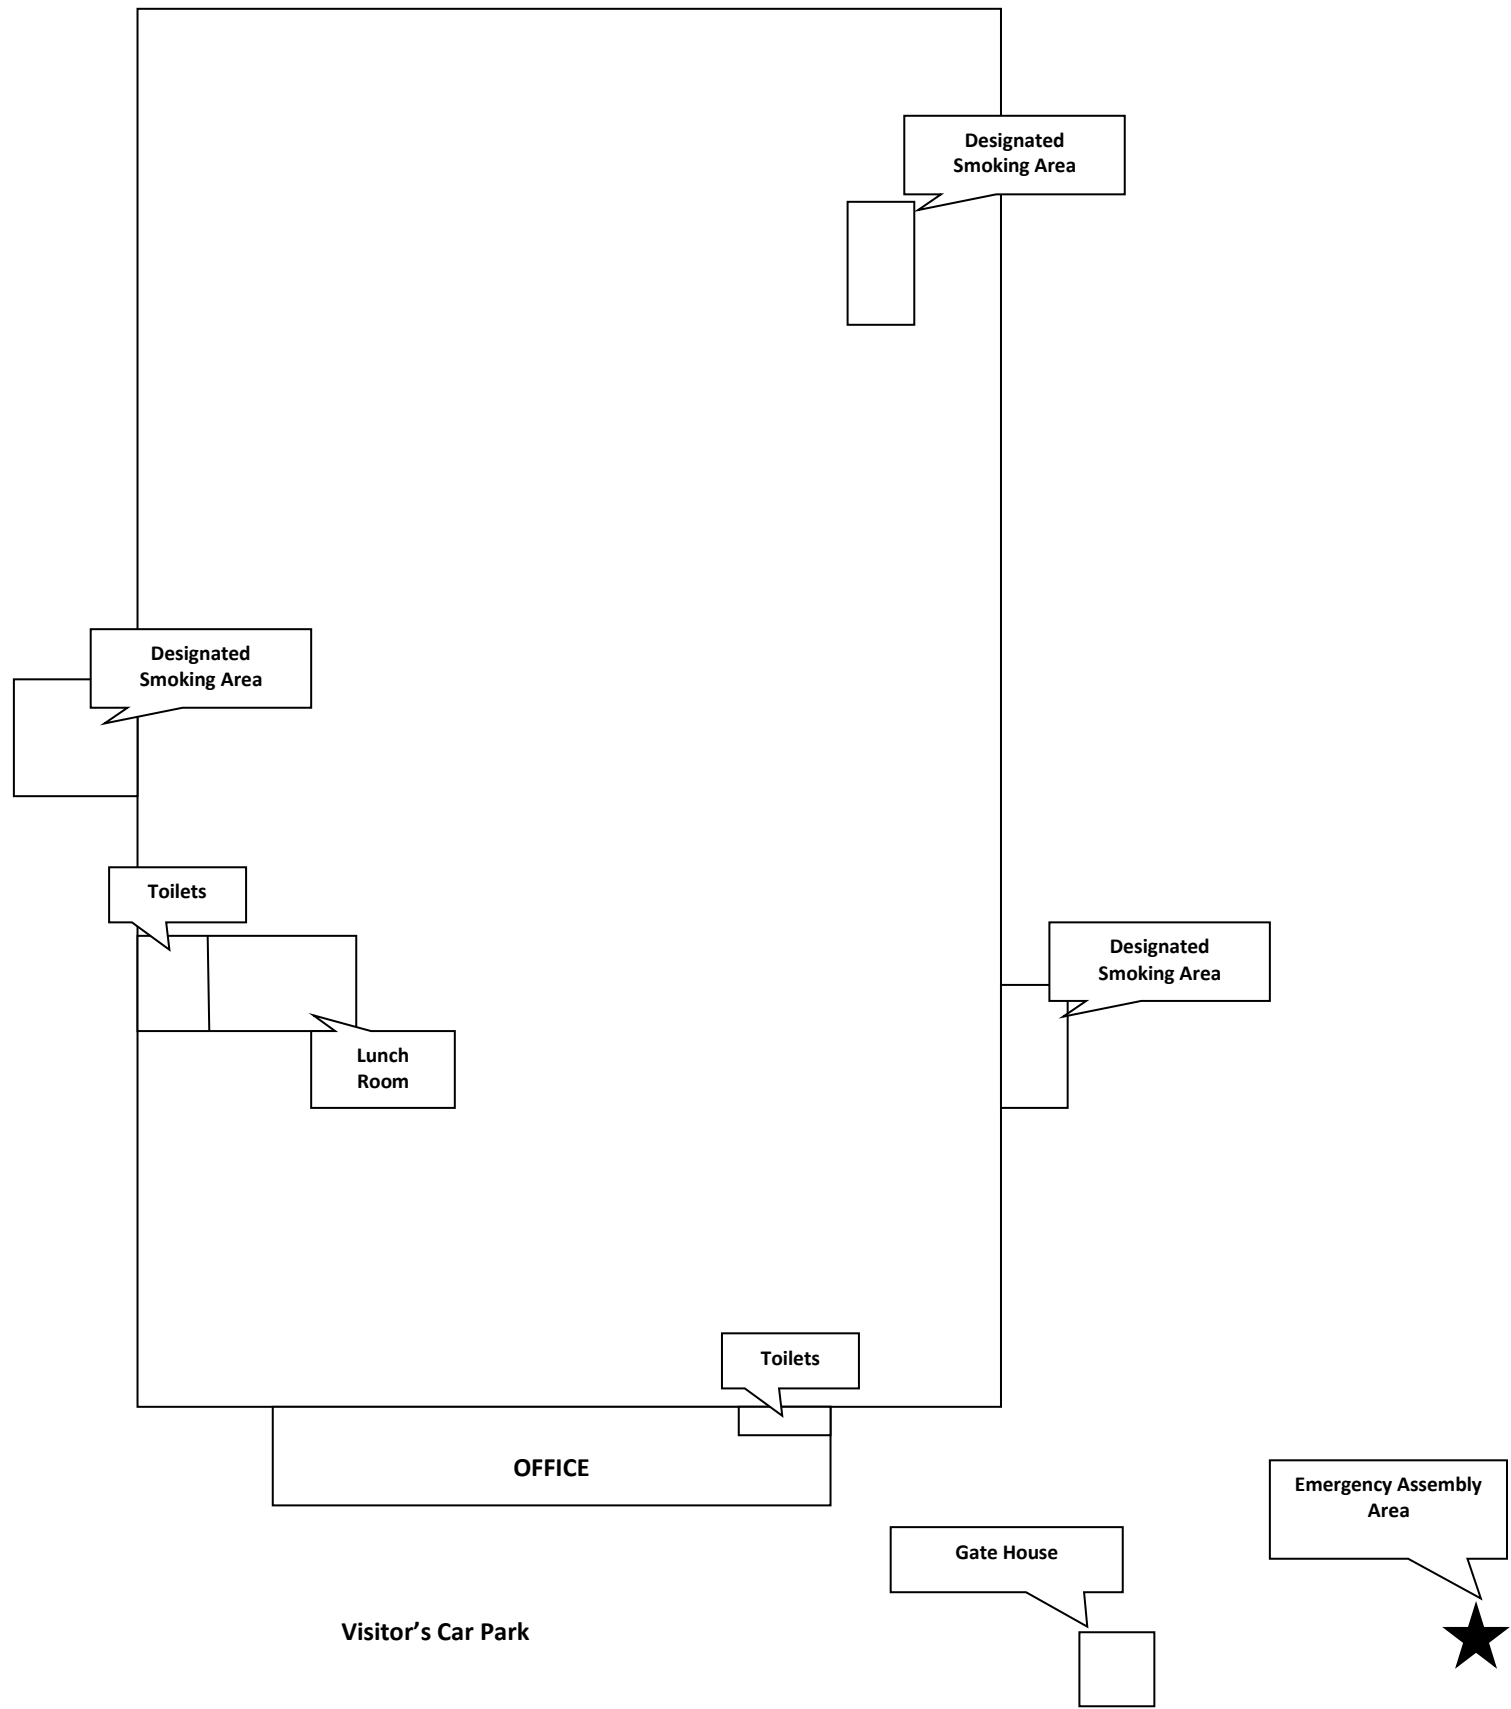 Designated
Smoking Area
Designated
Smoking Area
Toilets
Designated
Smoking Area
Lunch
Room
Toilets
OFFICE
Emergency Assembly
Area
Gate House
Visitor’s Car Park